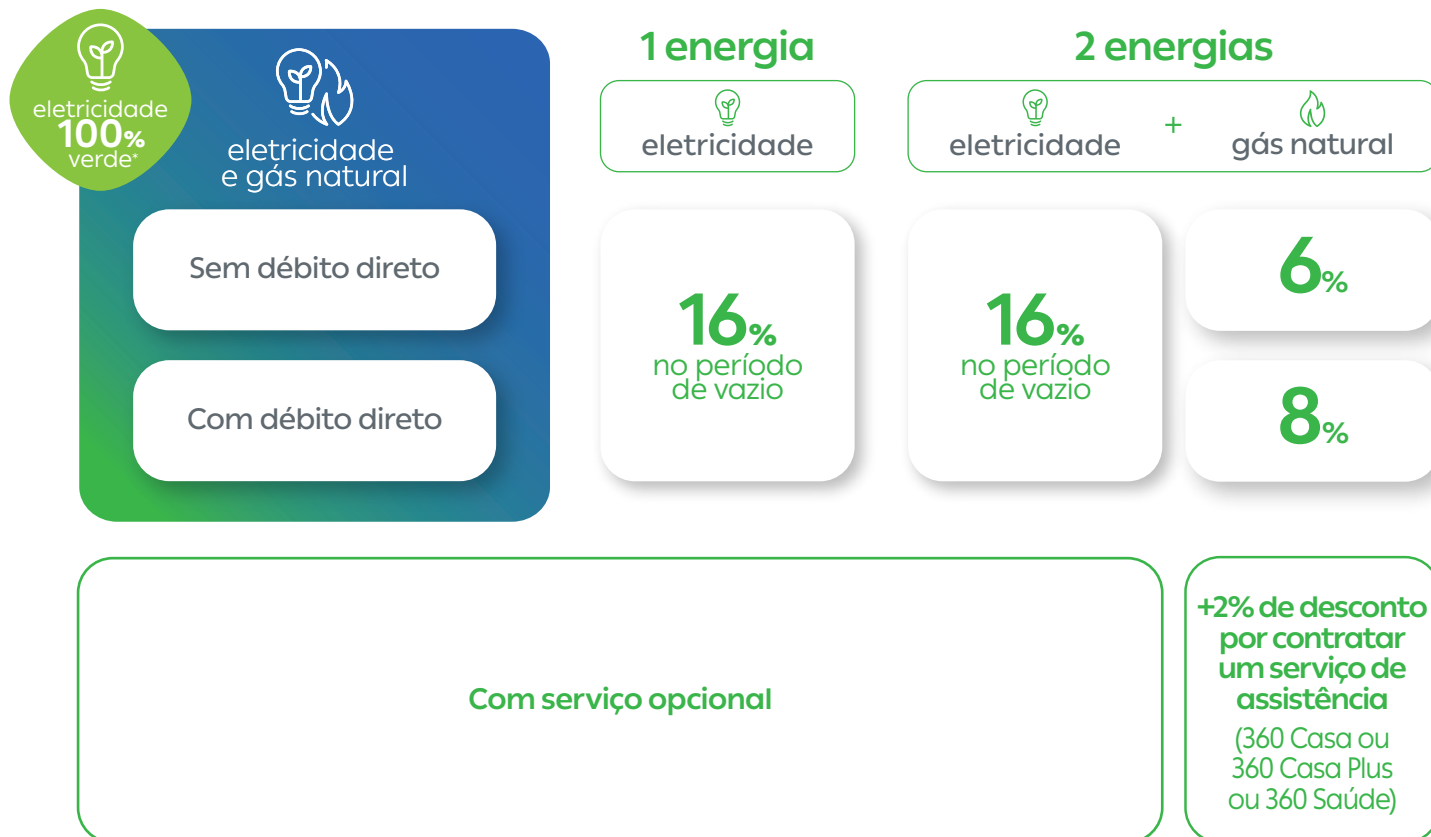 eletricidade
100%
verde*
eletricidade
e gás natural
Sem débito direto
Com débito direto
1 energia
eletricidade
16%
no período
de vazio
2 energias
eletricidade
+
gás natural
16%
no período
de vazio
6%
8%
Com serviço opcional
+2% de desconto
por contratar
um serviço de
assistência
(360 Casa ou
360 Casa Plus
ou 360 Saúde)